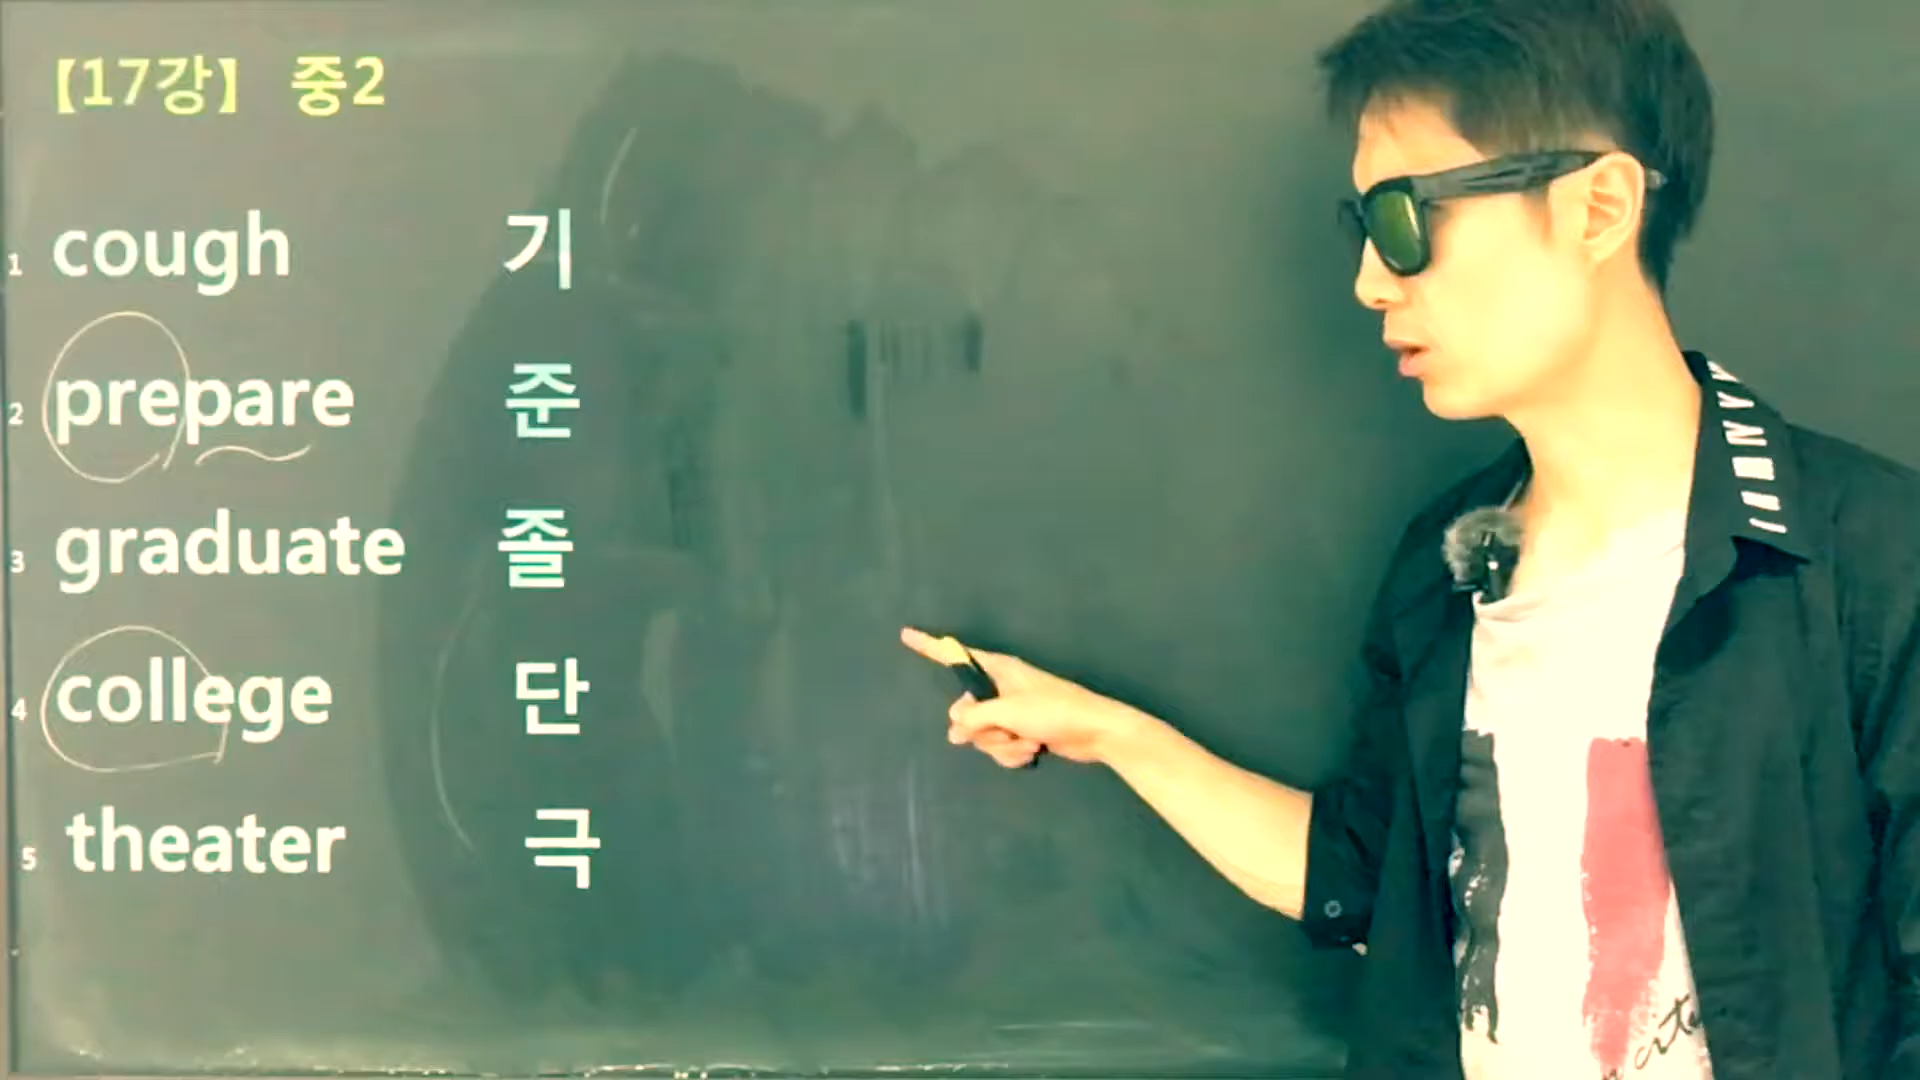 【17강】 중2
1 cough 기
2 prepare 준
3 graduate 졸
4 college 단
5 theater 극